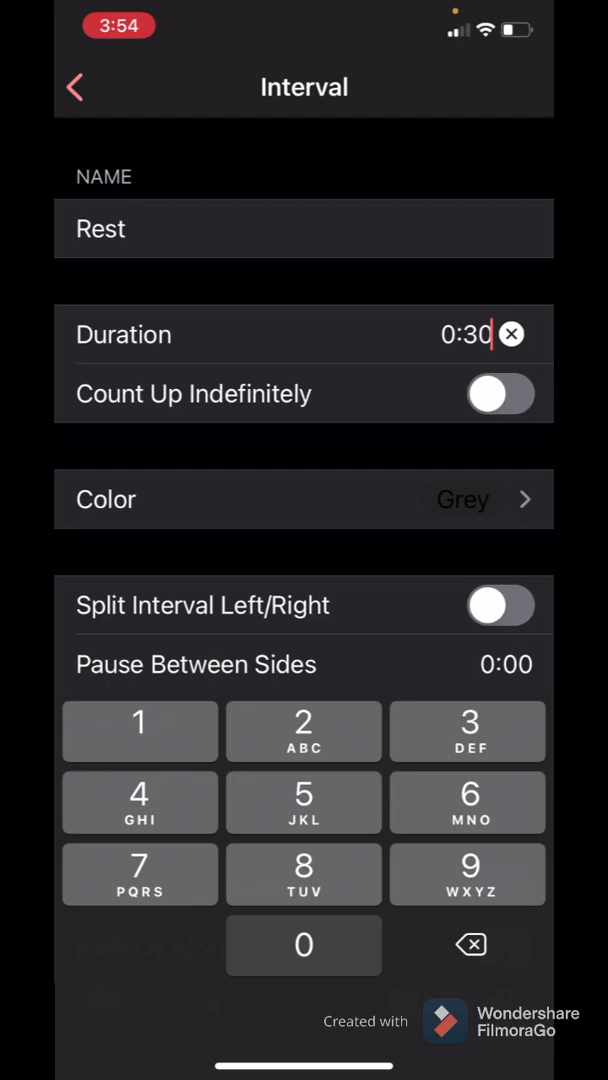 3:54
Interval
NAME
Rest
Duration 0:30
Count Up Indefinitely
Color Grey
Split Interval Left/Right
Pause Between Sides 0:00
1 2 3
ABC DEF
4 5 6
GHI JKL MNO
7 8 9
PQRS TUV WXYZ
0
Created with Wondershare
FilmoraGo